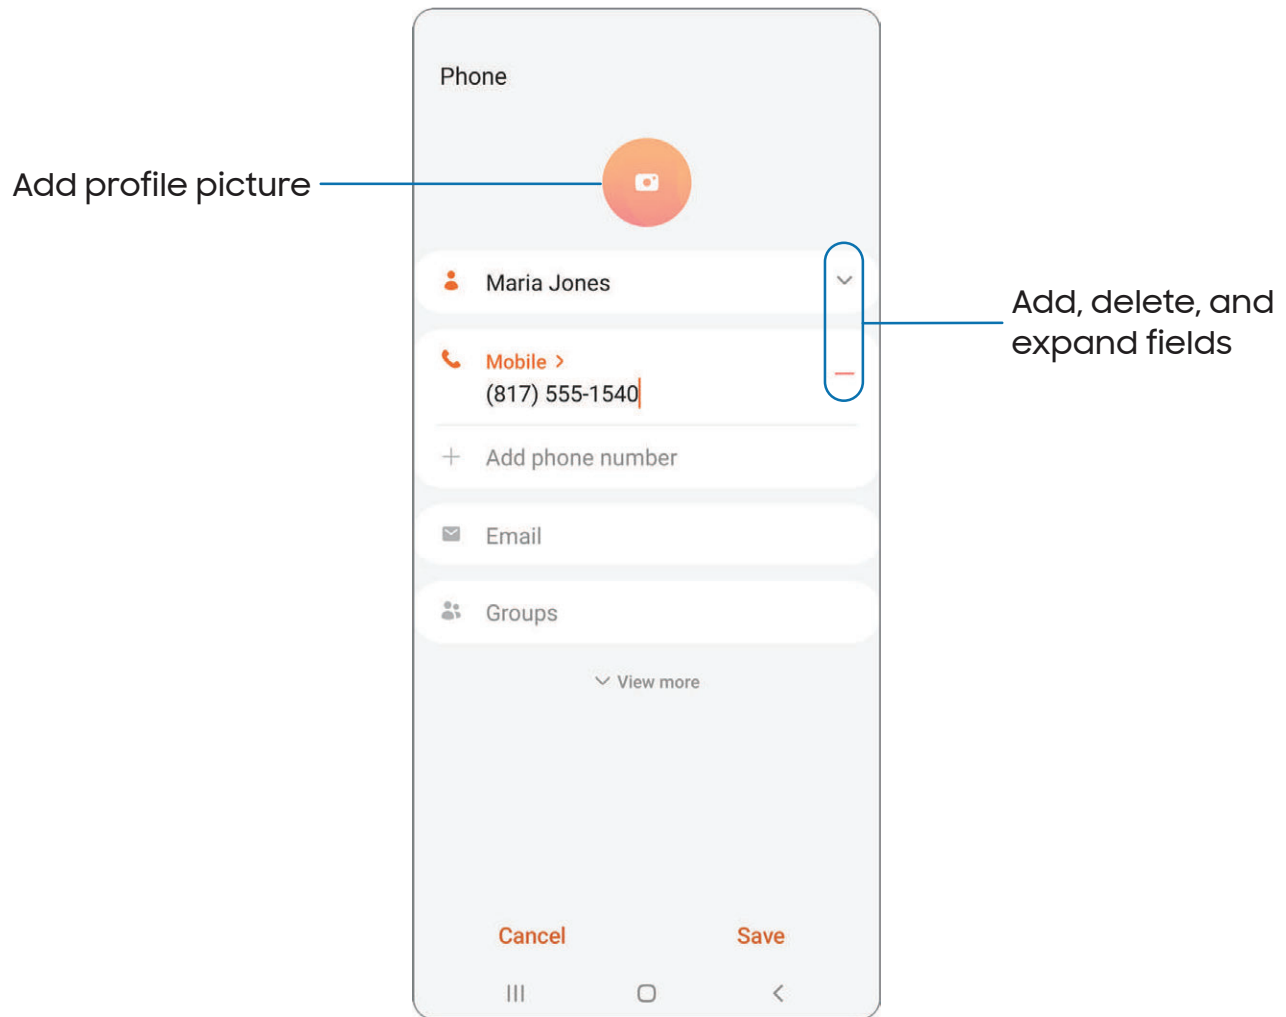 Phone
Add profile picture
Maria Jones
Add, delete, and
expand fields
Mobile >
(817) 555-1540
Add phone number
Email
Groups
View more
Cancel
Save